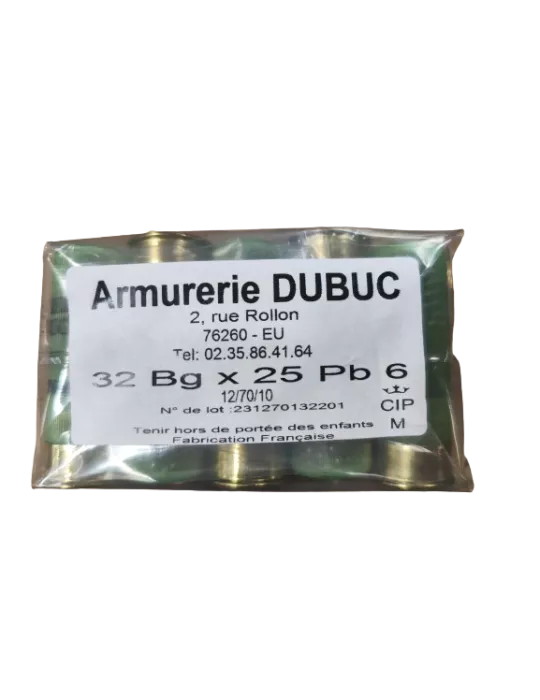 Armurerie DUBUC
2, rue Rollon
76260 - EU
Tel: 02.35.86.41.64
32 Bg x 25 Pb 6
12/70/10
N° de lot :231270132201
CIP
M
Tenir hors de portée des enfants
Fabrication Française